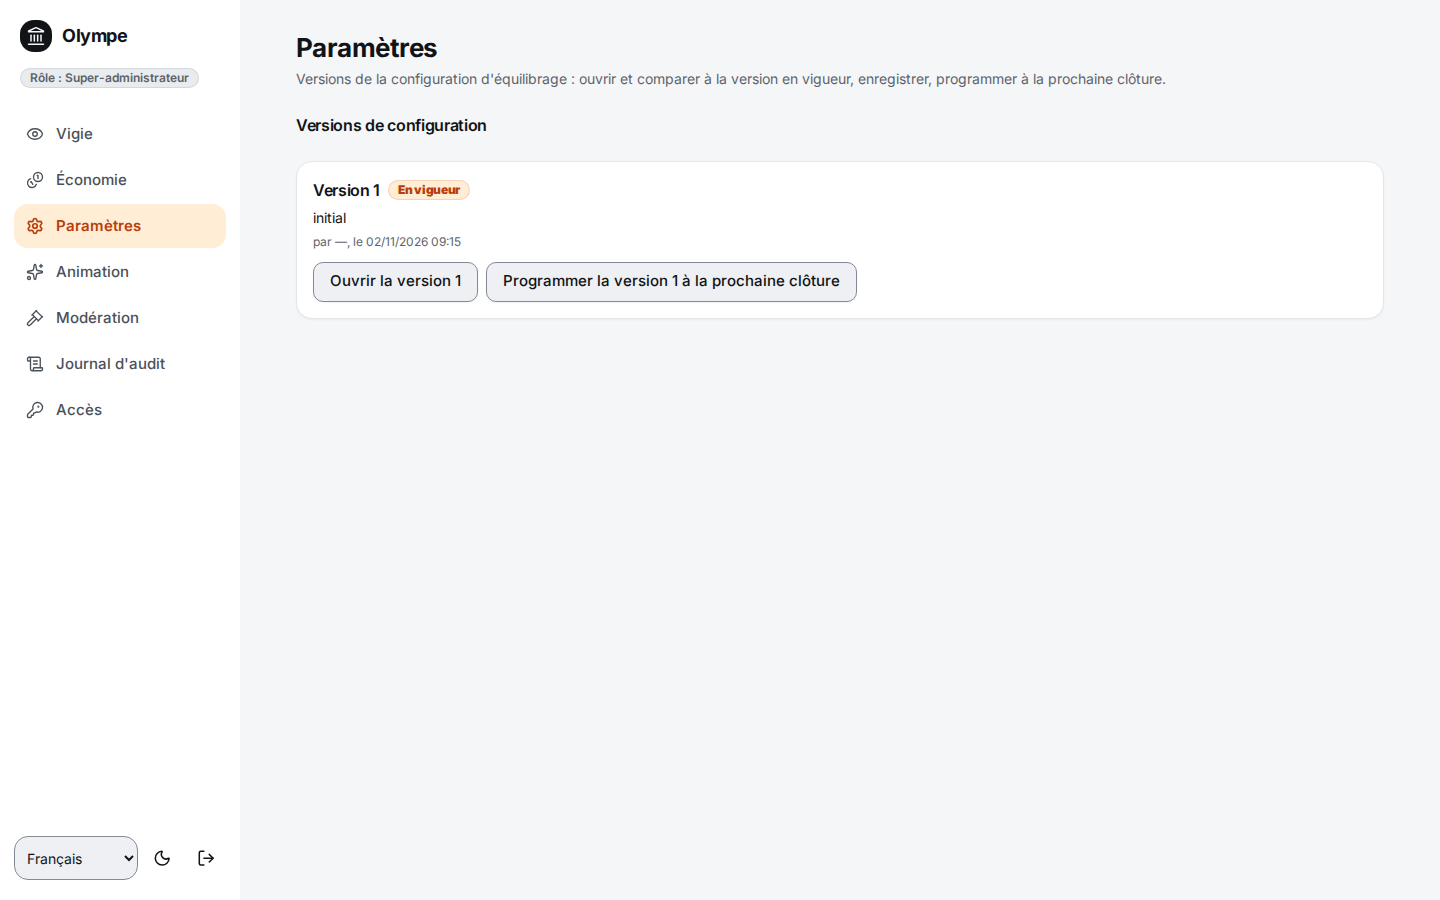 Olympe
Rôle : Super-administrateur
Vigie
Économie
Paramètres
Animation
Modération
Journal d'audit
Accès
Français
Paramètres
Versions de la configuration d'équilibrage : ouvrir et comparer à la version en vigueur, enregistrer, programmer à la prochaine clôture.
Versions de configuration
Version 1 En vigueur
initial
par —, le 02/11/2026 09:15
Ouvrir la version 1 Programmer la version 1 à la prochaine clôture